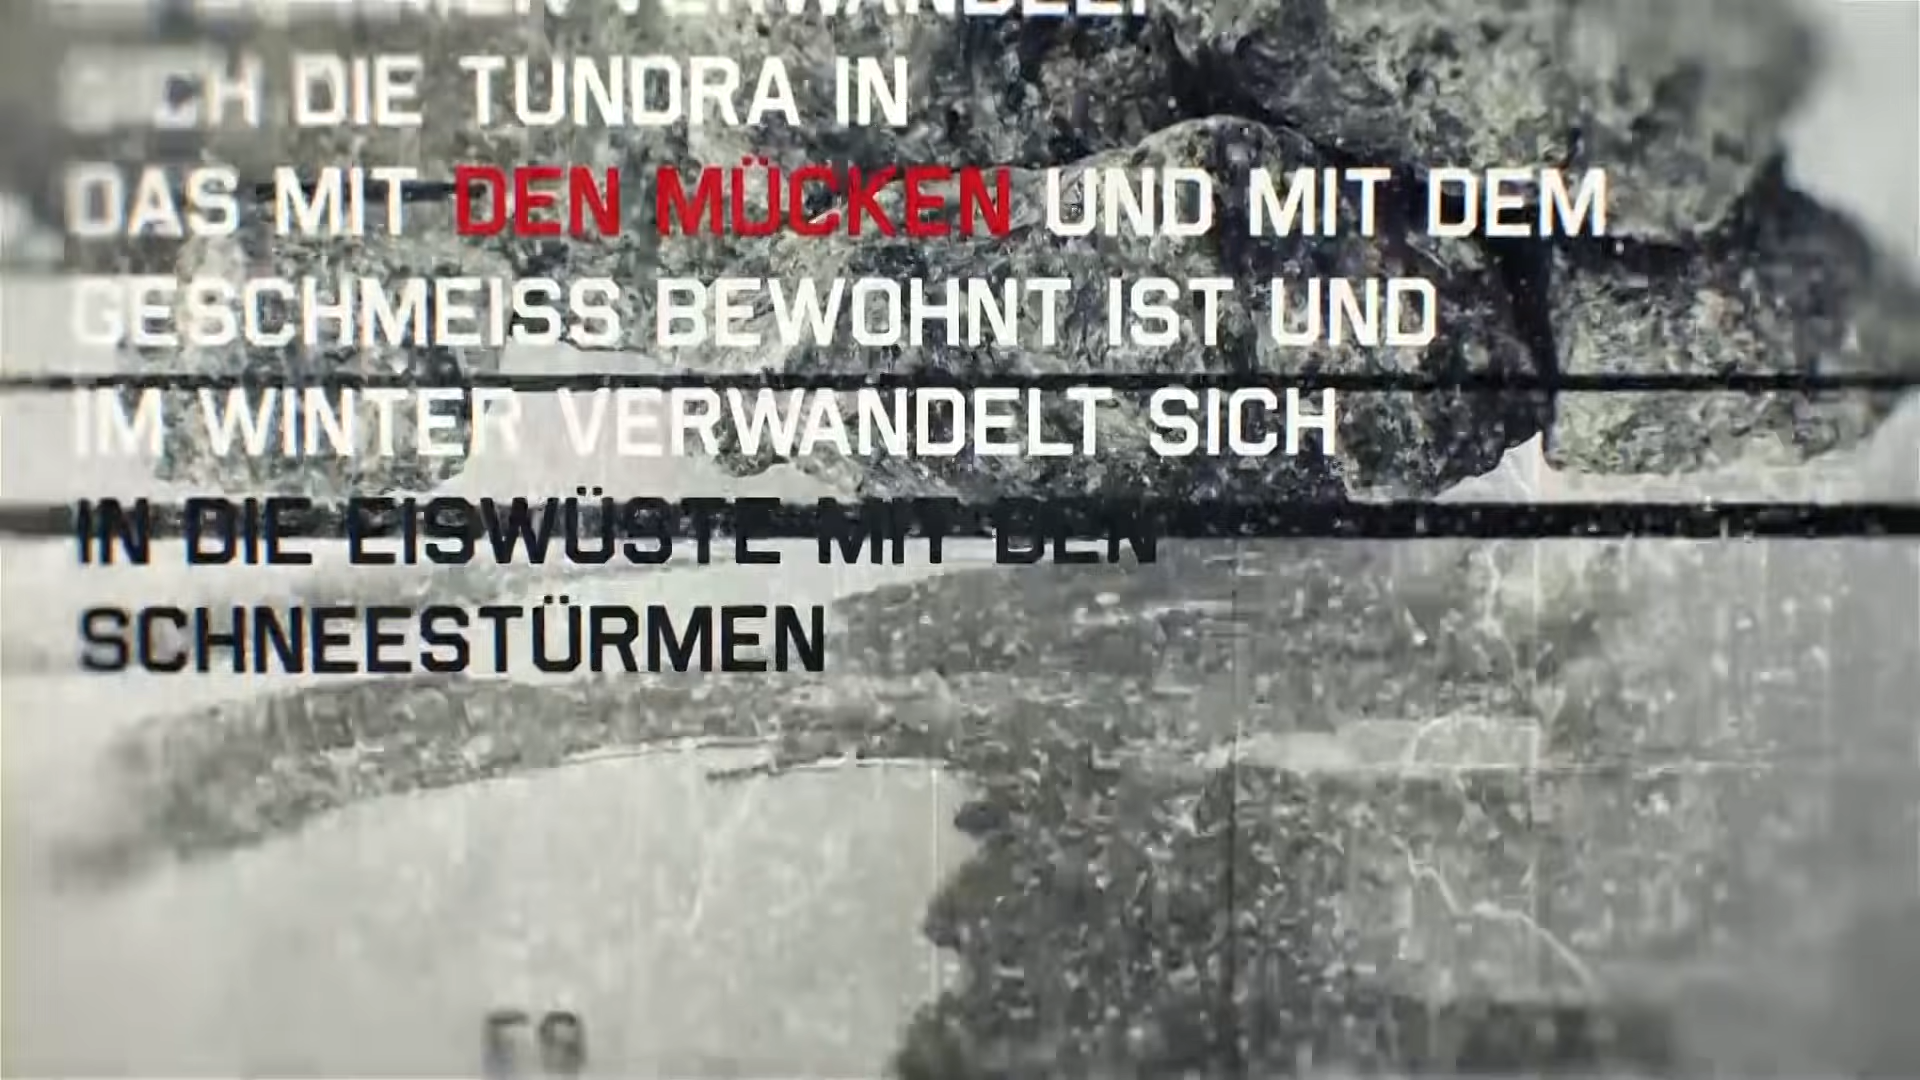 SICH DIE TUNDRA IN
DAS MIT DEN MÜCKEN UND MIT DEM
GESCHMEISS BEWOHNT IST UND
IM WINTER VERWANDELT SICH
IN DIE EISWÜSTE MIT DEN
SCHNEESTÜRMEN